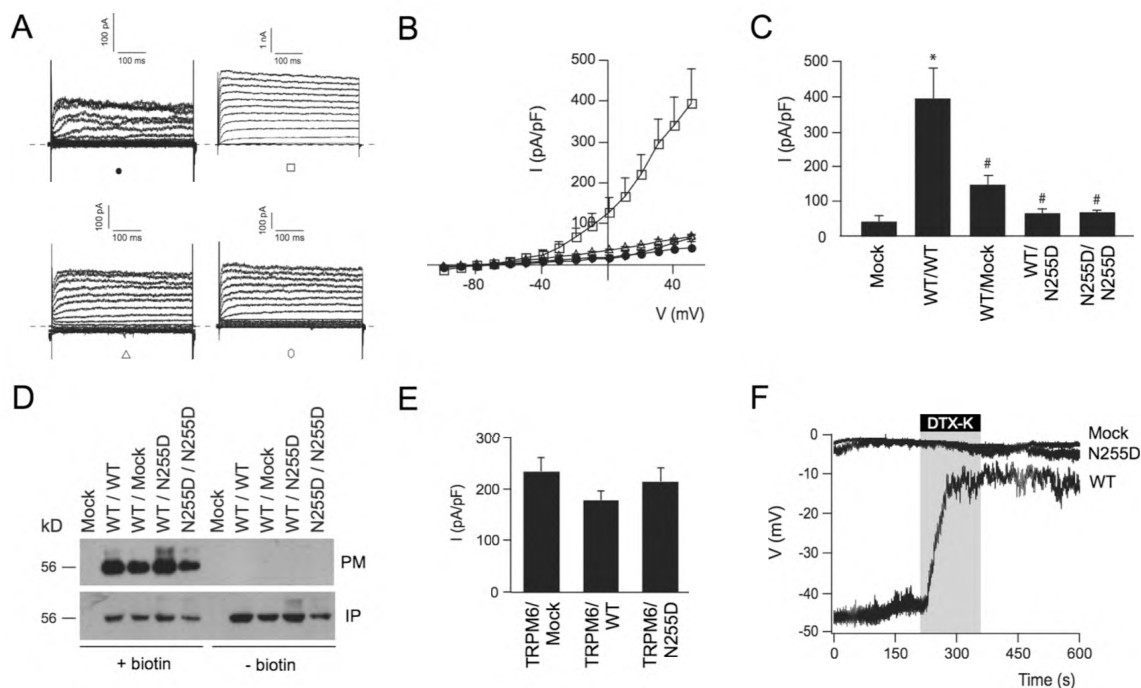 A
100 pA
100 ms
1 nA
100 ms
100 pA
100 ms
100 pA
100 ms
B
I (pA/pF)
500
400
300
200
100
-80
-40
40
V (mV)
C
I (pA/pF)
500
400
300
200
100
0
*
#
#
#
Mock
WT/WT
WT/Mock
WT/
N255D
N255D/
N255D
D
Mock
WT / WT
WT / Mock
WT / N255D
N255D / N255D
Mock
WT / WT
WT / Mock
WT / N255D
N255D / N255D
kD
56
PM
56
IP
+ biotin
- biotin
E
I (pA/pF)
300
200
100
0
TRPM6/
Mock
TRPM6/
WT
TRPM6/
N255D
F
DTX-K
Mock
N255D
WT
V (mV)
0
-10
-20
-30
-40
-50
0
150
300
450
600
Time (s)